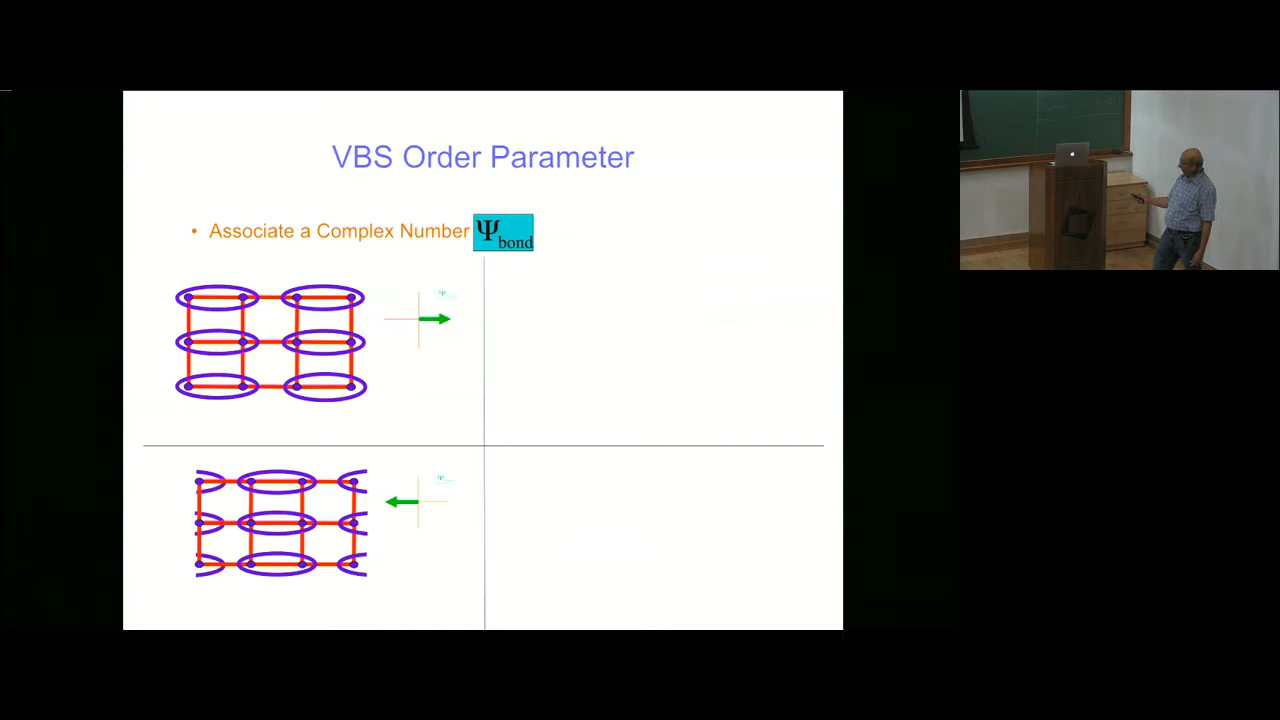 VBS Order Parameter
• Associate a Complex Number Ψbond
Ψ
Ψ